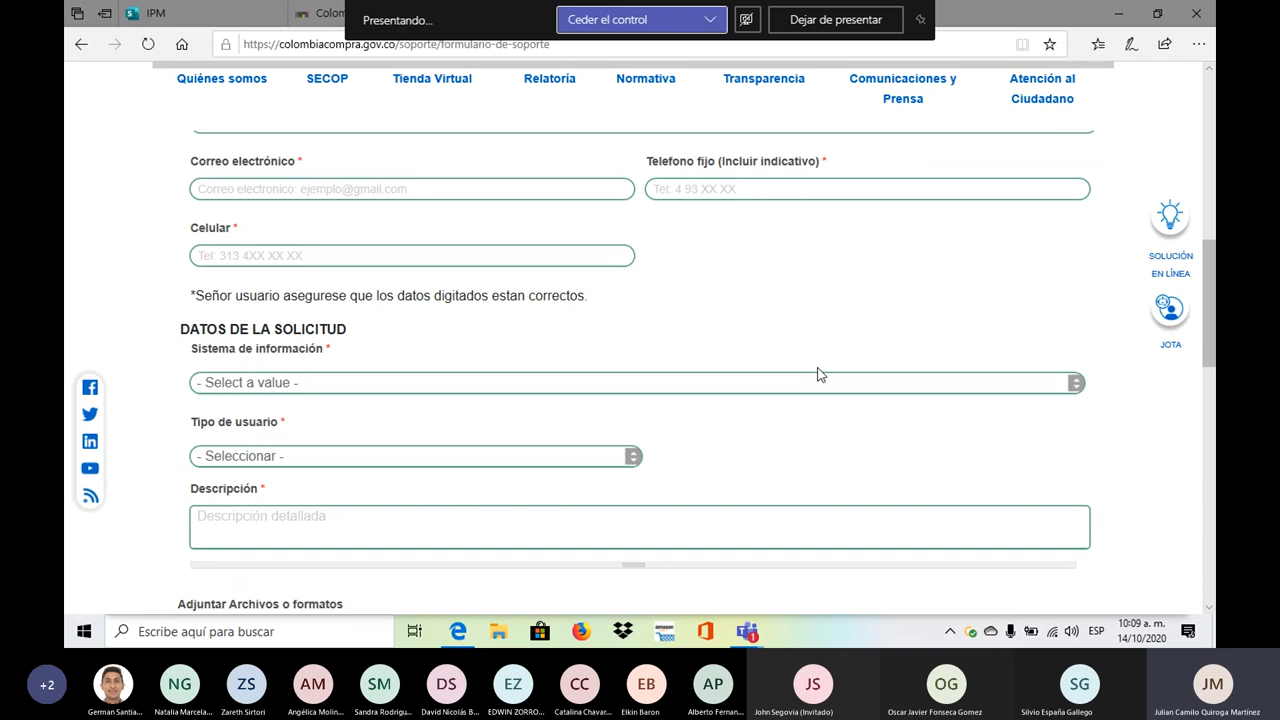 IPM
Colom
Presentando...
Ceder el control
Dejar de presentar
https://colombiacompra.gov.co/soporte/formulario-de-soporte
Quiénes somos
SECOP
Tienda Virtual
Relatoría
Normativa
Transparencia
Comunicaciones y
Prensa
Atención al
Ciudadano
Correo electrónico *
Telefono fijo (Incluir indicativo) *
Correo electronico: ejemplo@gmail.com
Tel: 4 93 XX XX
Celular *
Tel: 313 4XX XX XX
*Señor usuario asegurese que los datos digitados estan correctos.
SOLUCIÓN
EN LÍNEA
JOTA
DATOS DE LA SOLICITUD
Sistema de información *
- Select a value -
Tipo de usuario *
- Seleccionar -
Descripción *
Descripción detallada
Adjuntar Archivos o formatos
Escribe aquí para buscar
amazon
1
ESP
10:09 a. m.
14/10/2020
+2
NG
ZS
AM
SM
DS
EZ
CC
EB
AP
JS
OG
SG
JM
German Santia...
Natalia Marcela...
Zareth Sirtori
Angélica Molin...
Sandra Rodrigu...
David Nicolás B...
EDWIN ZORRO...
Catalina Chavar...
Elkin Baron
Alberto Fernan...
John Segovia (Invitado)
Oscar Javier Fonseca Gomez
Silvio España Gallego
Julian Camilo Quiroga Martínez